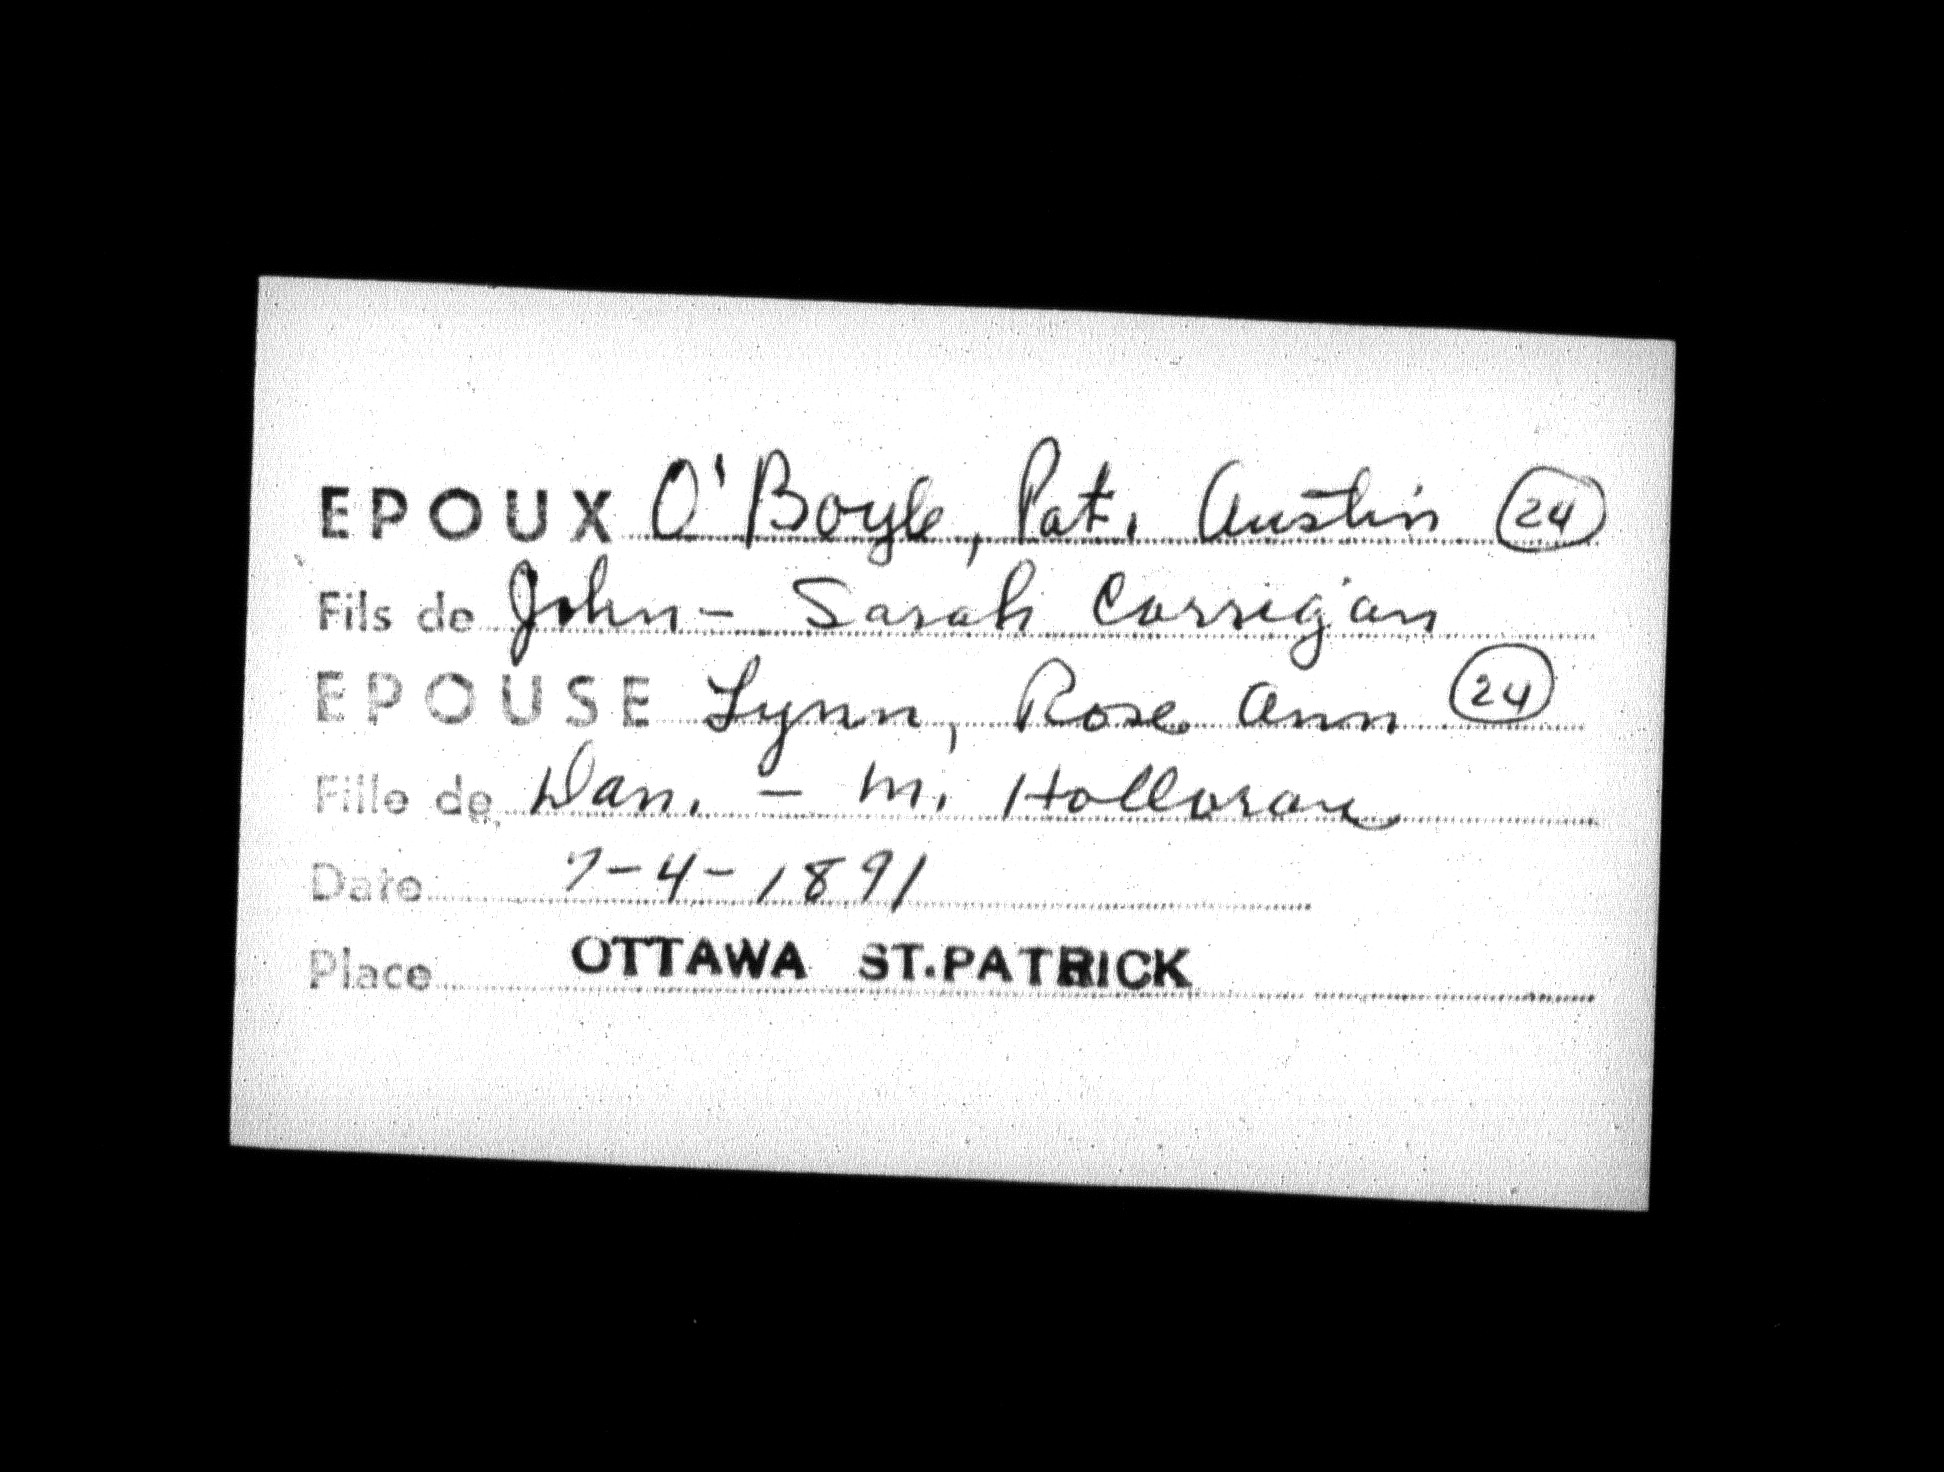 EPOUX O'Boyle, Pat. Austin 24
Fils de John - Sarah Corrigan
EPOUSE Lynn, Rose Ann 24
Fille de Dan. - M. Holloran
Date 7-4-1891
Place OTTAWA ST.PATRICK